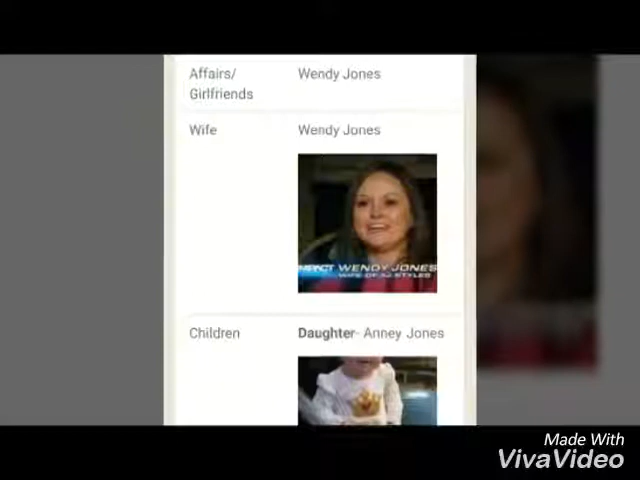 Affairs/ Wendy Jones
Girlfriends
Wife Wendy Jones
IMPACT WENDY JONES
WIFE OF AJ STYLES
Children Daughter- Anney Jones
Made With
VivaVideo